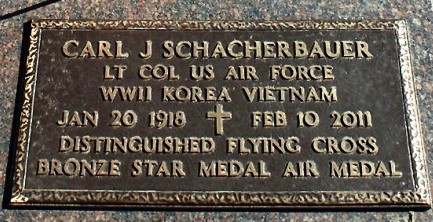 CARL J SCHACHERBAUER
LT COL US AIR FORCE
WWII KOREA VIETNAM
JAN 20 1918 FEB 10 2011
DISTINGUISHED FLYING CROSS
BRONZE STAR MEDAL AIR MEDAL